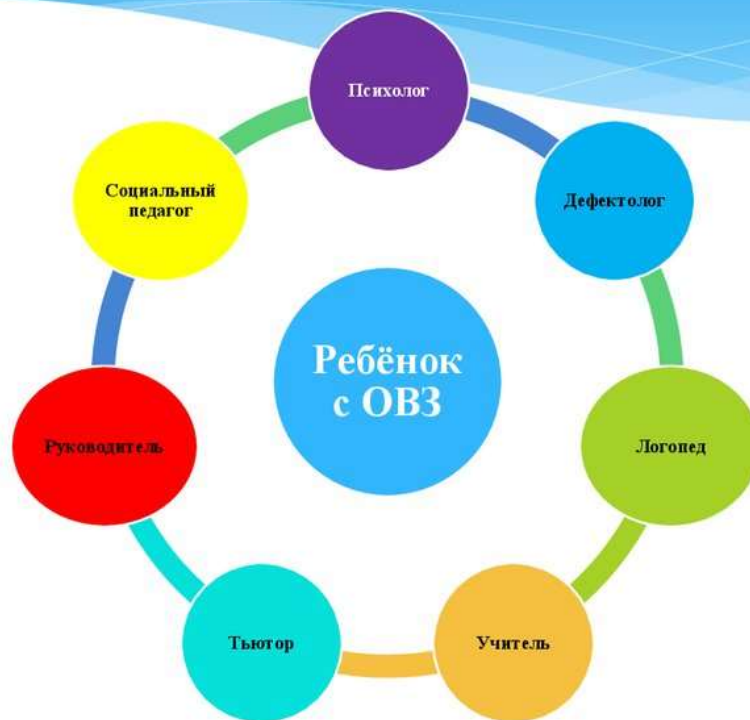 Психолог
Дефектолог
Логопед
Учитель
Тьютор
Руководитель
Социальный
педагог
Ребёнок
с ОВЗ